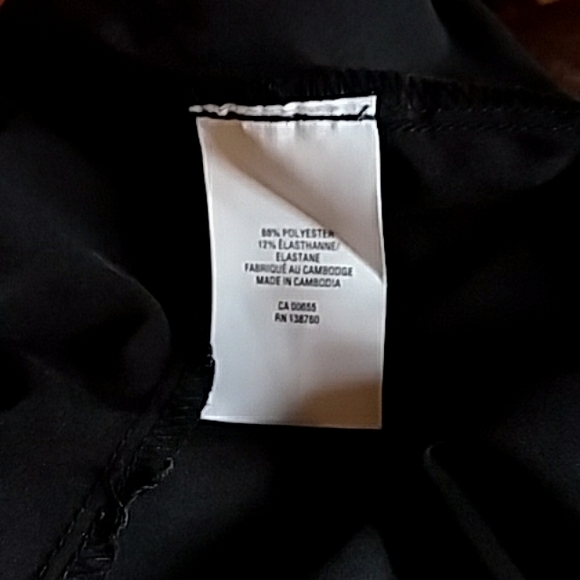 88% POLYESTER
12% ÉLASTHANNE/
ELASTANE
FABRIQUÉ AU CAMBODGE
MADE IN CAMBODIA
CA 00655
RN 138760